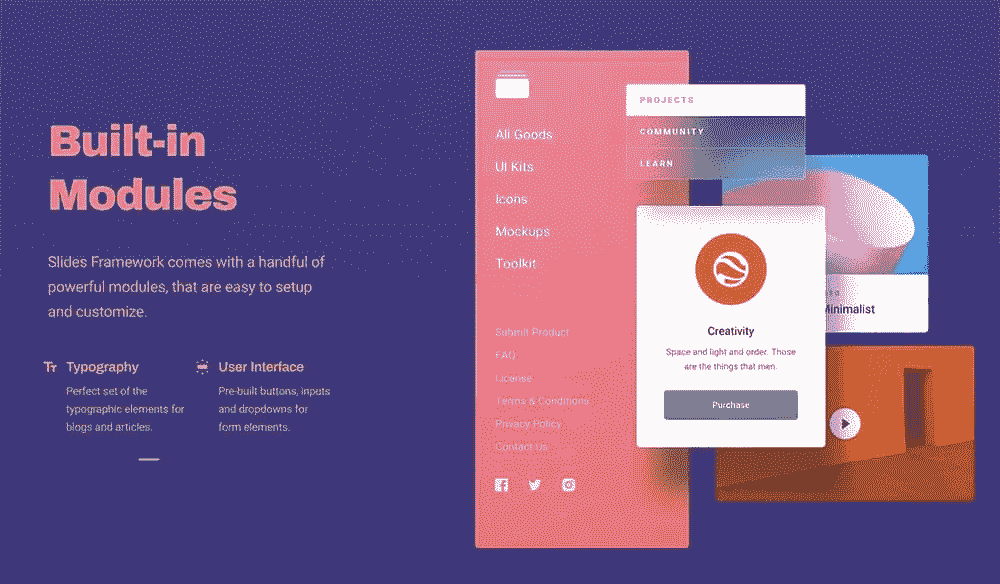 Built-in
Modules
Slides Framework comes with a handful of
powerful modules, that are easy to setup
and customize.
Typography
Perfect set of the
typographic elements for
blogs and articles.
User Interface
Pre-built buttons, inputs
and dropdowns for
form elements.
All Goods
UI Kits
Icons
Mockups
Toolkit
Submit Product
FAQ
License
Terms & Conditions
Privacy Policy
Contact Us
PROJECTS
COMMUNITY
LEARN
Creativity
Space and light and order. Those
are the things that men.
Purchase
Minimalist